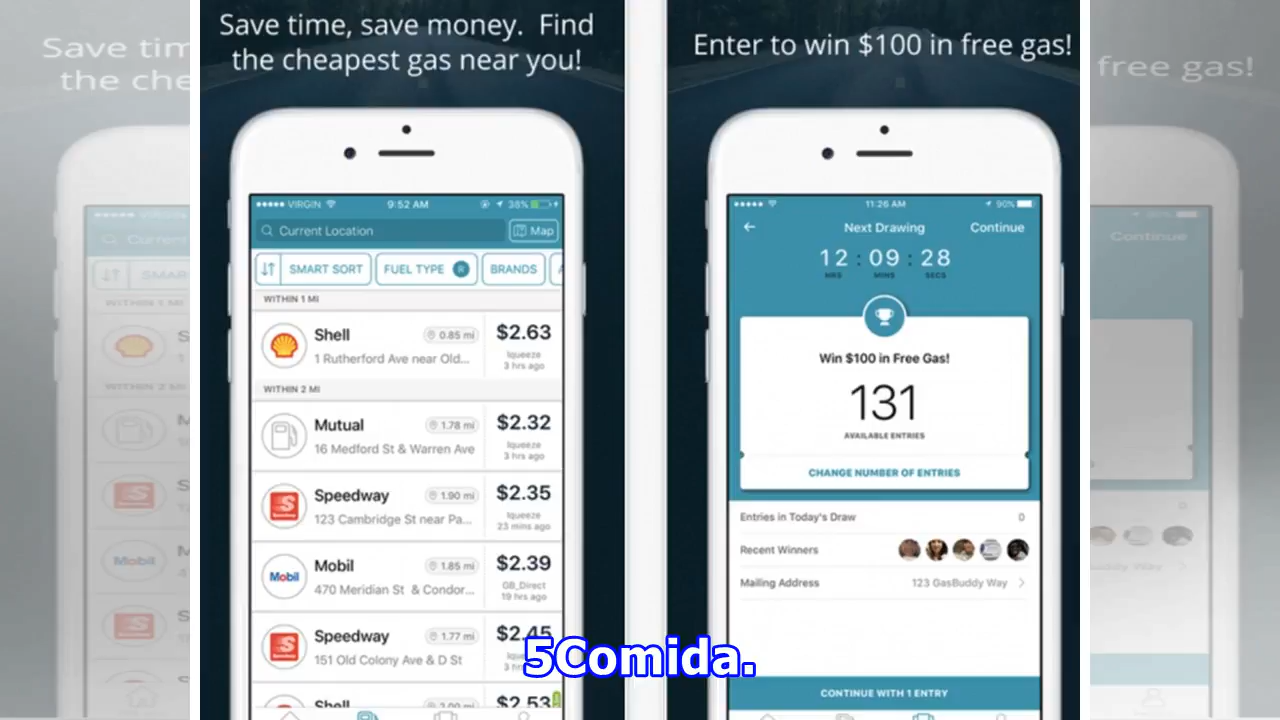 Save time, save money. Find
the cheapest gas near you!
VIRGIN
9:52 AM
38%
Current Location
Map
SMART SORT
FUEL TYPE
BRANDS
WITHIN 1 MI
Shell
0.85 mi
$2.63
1 Rutherford Ave near Old...
lqueeze
3 hrs ago
WITHIN 2 MI
Mutual
1.78 mi
$2.32
16 Medford St & Warren Ave
lqueeze
3 hrs ago
Speedway
1.90 mi
$2.35
123 Cambridge St near Pa...
lqueeze
23 mins ago
Mobil
Mobil
1.85 mi
$2.39
470 Meridian St & Condor...
GB_Direct
19 hrs ago
Speedway
1.77 mi
$2.45
151 Old Colony Ave & D St
Shell
$2.53
Enter to win $100 in free gas!
11:26 AM
90%
Next Drawing
Continue
12 : 09 : 28
HRS MINS SECS
Win $100 in Free Gas!
131
AVAILABLE ENTRIES
CHANGE NUMBER OF ENTRIES
Entries in Today's Draw
0
Recent Winners
Mailing Address
123 GasBuddy Way
CONTINUE WITH 1 ENTRY
5Comida.